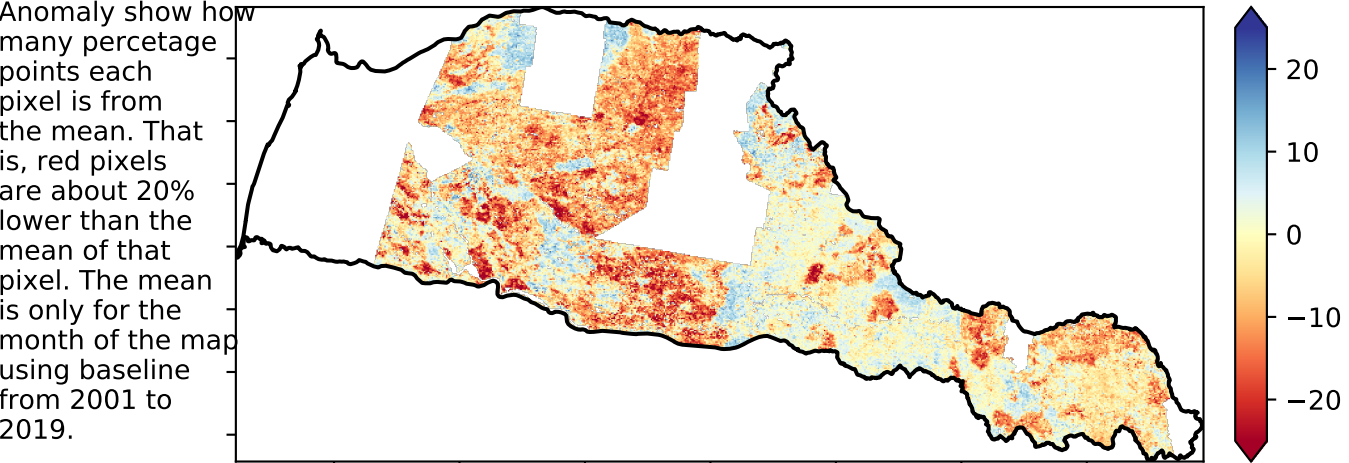 Anomaly show how
many percetage
points each
pixel is from
the mean. That
is, red pixels
are about 20%
lower than the
mean of that
pixel. The mean
is only for the
month of the map
using baseline
from 2001 to
2019.
20
10
0
−10
−20